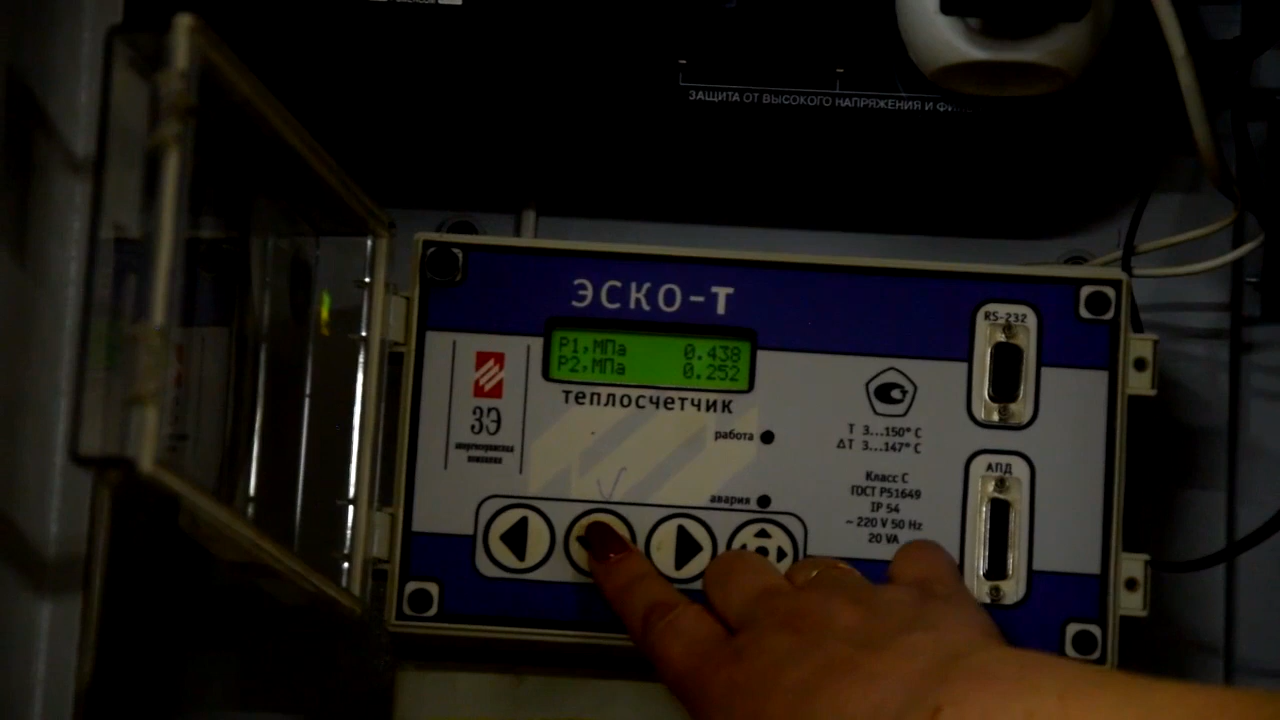 ЗАЩИТА ОТ ВЫСОКОГО НАПРЯЖЕНИЯ И
ЭСКО-Т
P1,МПа 0.438
P2,МПа 0.252
теплосчетчик
работа
авария
ЗЭ
RS-232
T 3...150° C
ΔT 3...147° C
Класс C
ГОСТ Р51649
IP 54
~ 220 V 50 Hz
20 VA
АПД